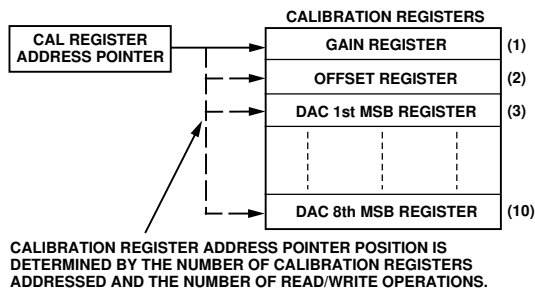 CALIBRATION REGISTERS
CAL REGISTER
ADDRESS POINTER
GAIN REGISTER (1)
OFFSET REGISTER (2)
DAC 1st MSB REGISTER (3)
DAC 8th MSB REGISTER (10)
CALIBRATION REGISTER ADDRESS POINTER POSITION IS
DETERMINED BY THE NUMBER OF CALIBRATION REGISTERS
ADDRESSED AND THE NUMBER OF READ/WRITE OPERATIONS.